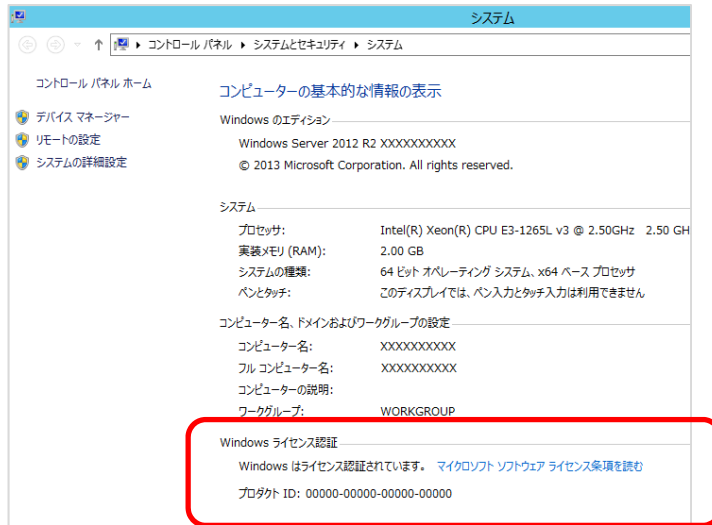 システム
コントロール パネル ▸ システムとセキュリティ ▸ システム
コントロール パネル ホーム
デバイス マネージャー
リモートの設定
システムの詳細設定
コンピューターの基本的な情報の表示
Windows のエディション
Windows Server 2012 R2 XXXXXXXXXX
© 2013 Microsoft Corporation. All rights reserved.
システム
プロセッサ: Intel(R) Xeon(R) CPU E3-1265L v3 @ 2.50GHz 2.50 GH
実装メモリ (RAM): 2.00 GB
システムの種類: 64 ビット オペレーティング システム、x64 ベース プロセッサ
ペンとタッチ: このディスプレイでは、ペン入力とタッチ入力は利用できません
コンピューター名、ドメインおよびワークグループの設定
コンピューター名: XXXXXXXXXX
フル コンピューター名: XXXXXXXXXX
コンピューターの説明:
ワークグループ: WORKGROUP
Windows ライセンス認証
Windows はライセンス認証されています。 マイクロソフト ソフトウェア ライセンス条項を読む
プロダクト ID: 00000-00000-00000-00000